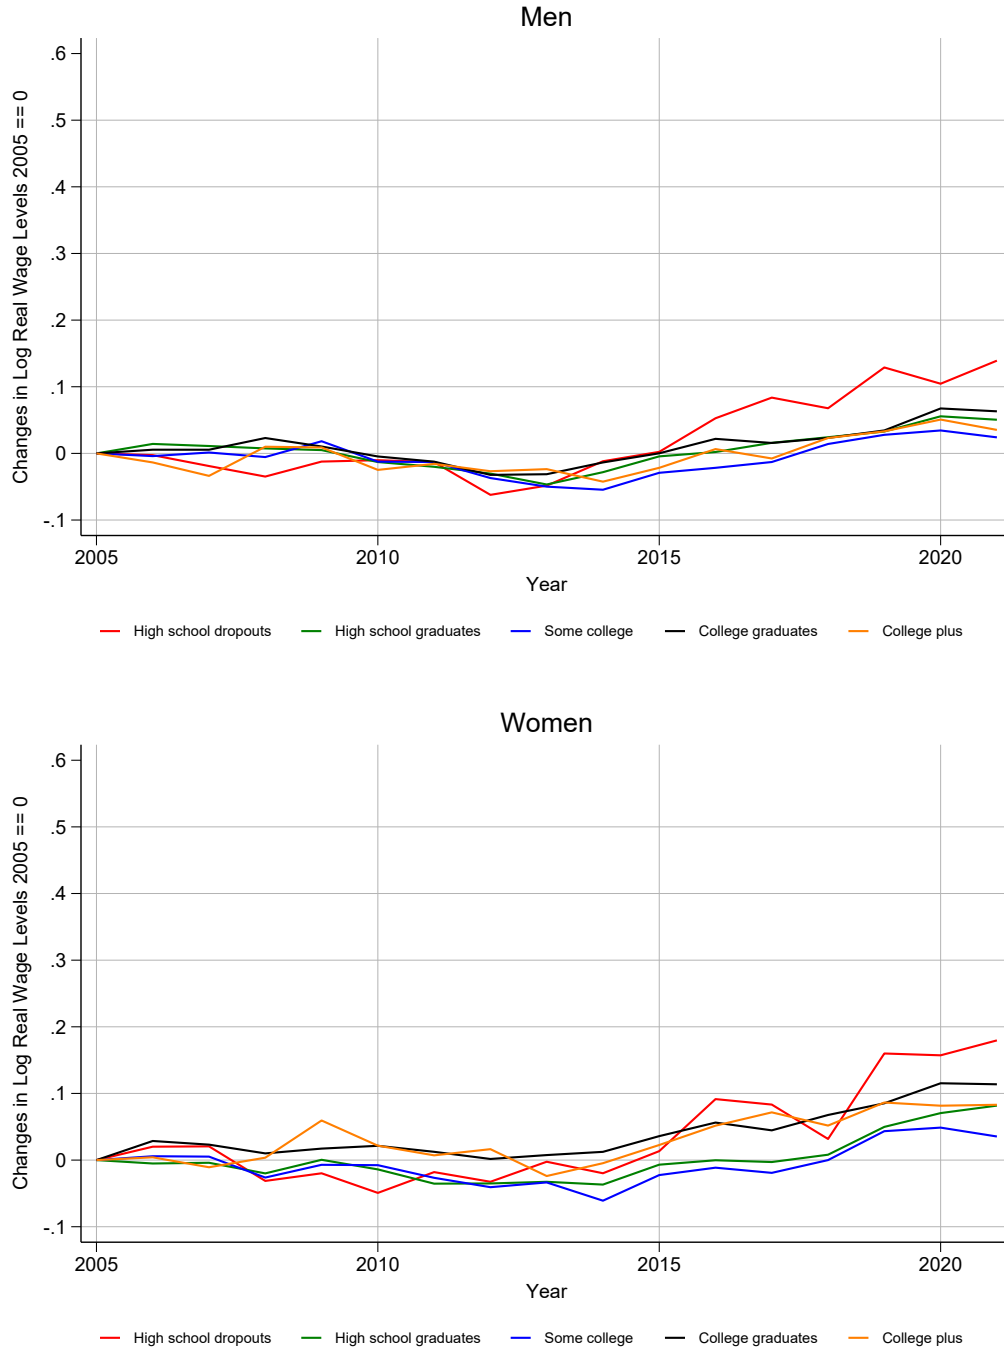 Men
Changes in Log Real Wage Levels 2005 == 0
.6
.5
.4
.3
.2
.1
0
-.1
2005 2010 2015 2020
Year
High school dropouts High school graduates Some college College graduates College plus
Women
Changes in Log Real Wage Levels 2005 == 0
.6
.5
.4
.3
.2
.1
0
-.1
2005 2010 2015 2020
Year
High school dropouts High school graduates Some college College graduates College plus